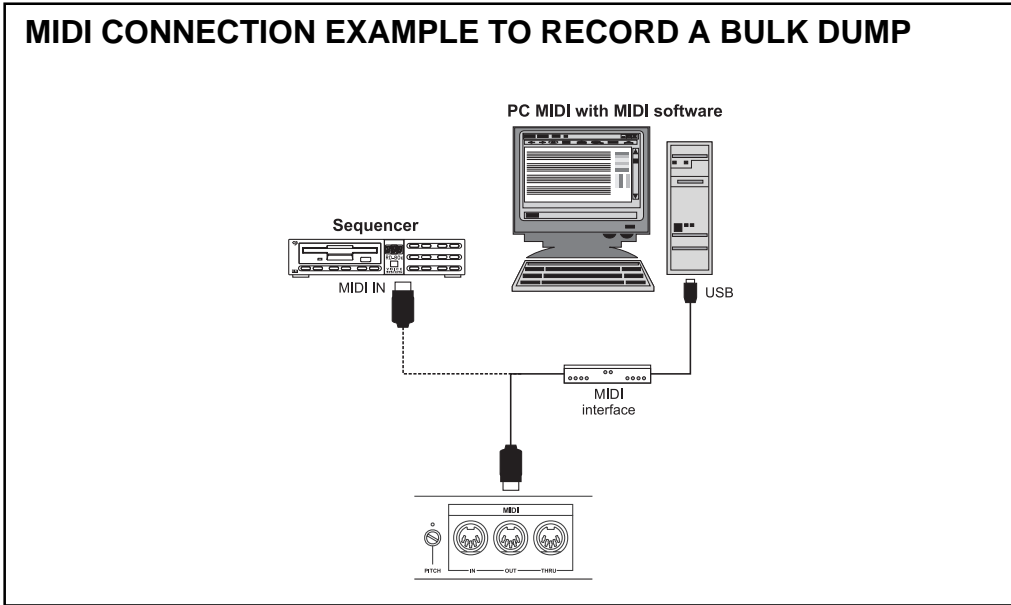 MIDI CONNECTION EXAMPLE TO RECORD A BULK DUMP
PC MIDI with MIDI software
Sequencer
MIDI IN
USB
MIDI
interface
MIDI
PITCH
IN
OUT
THRU